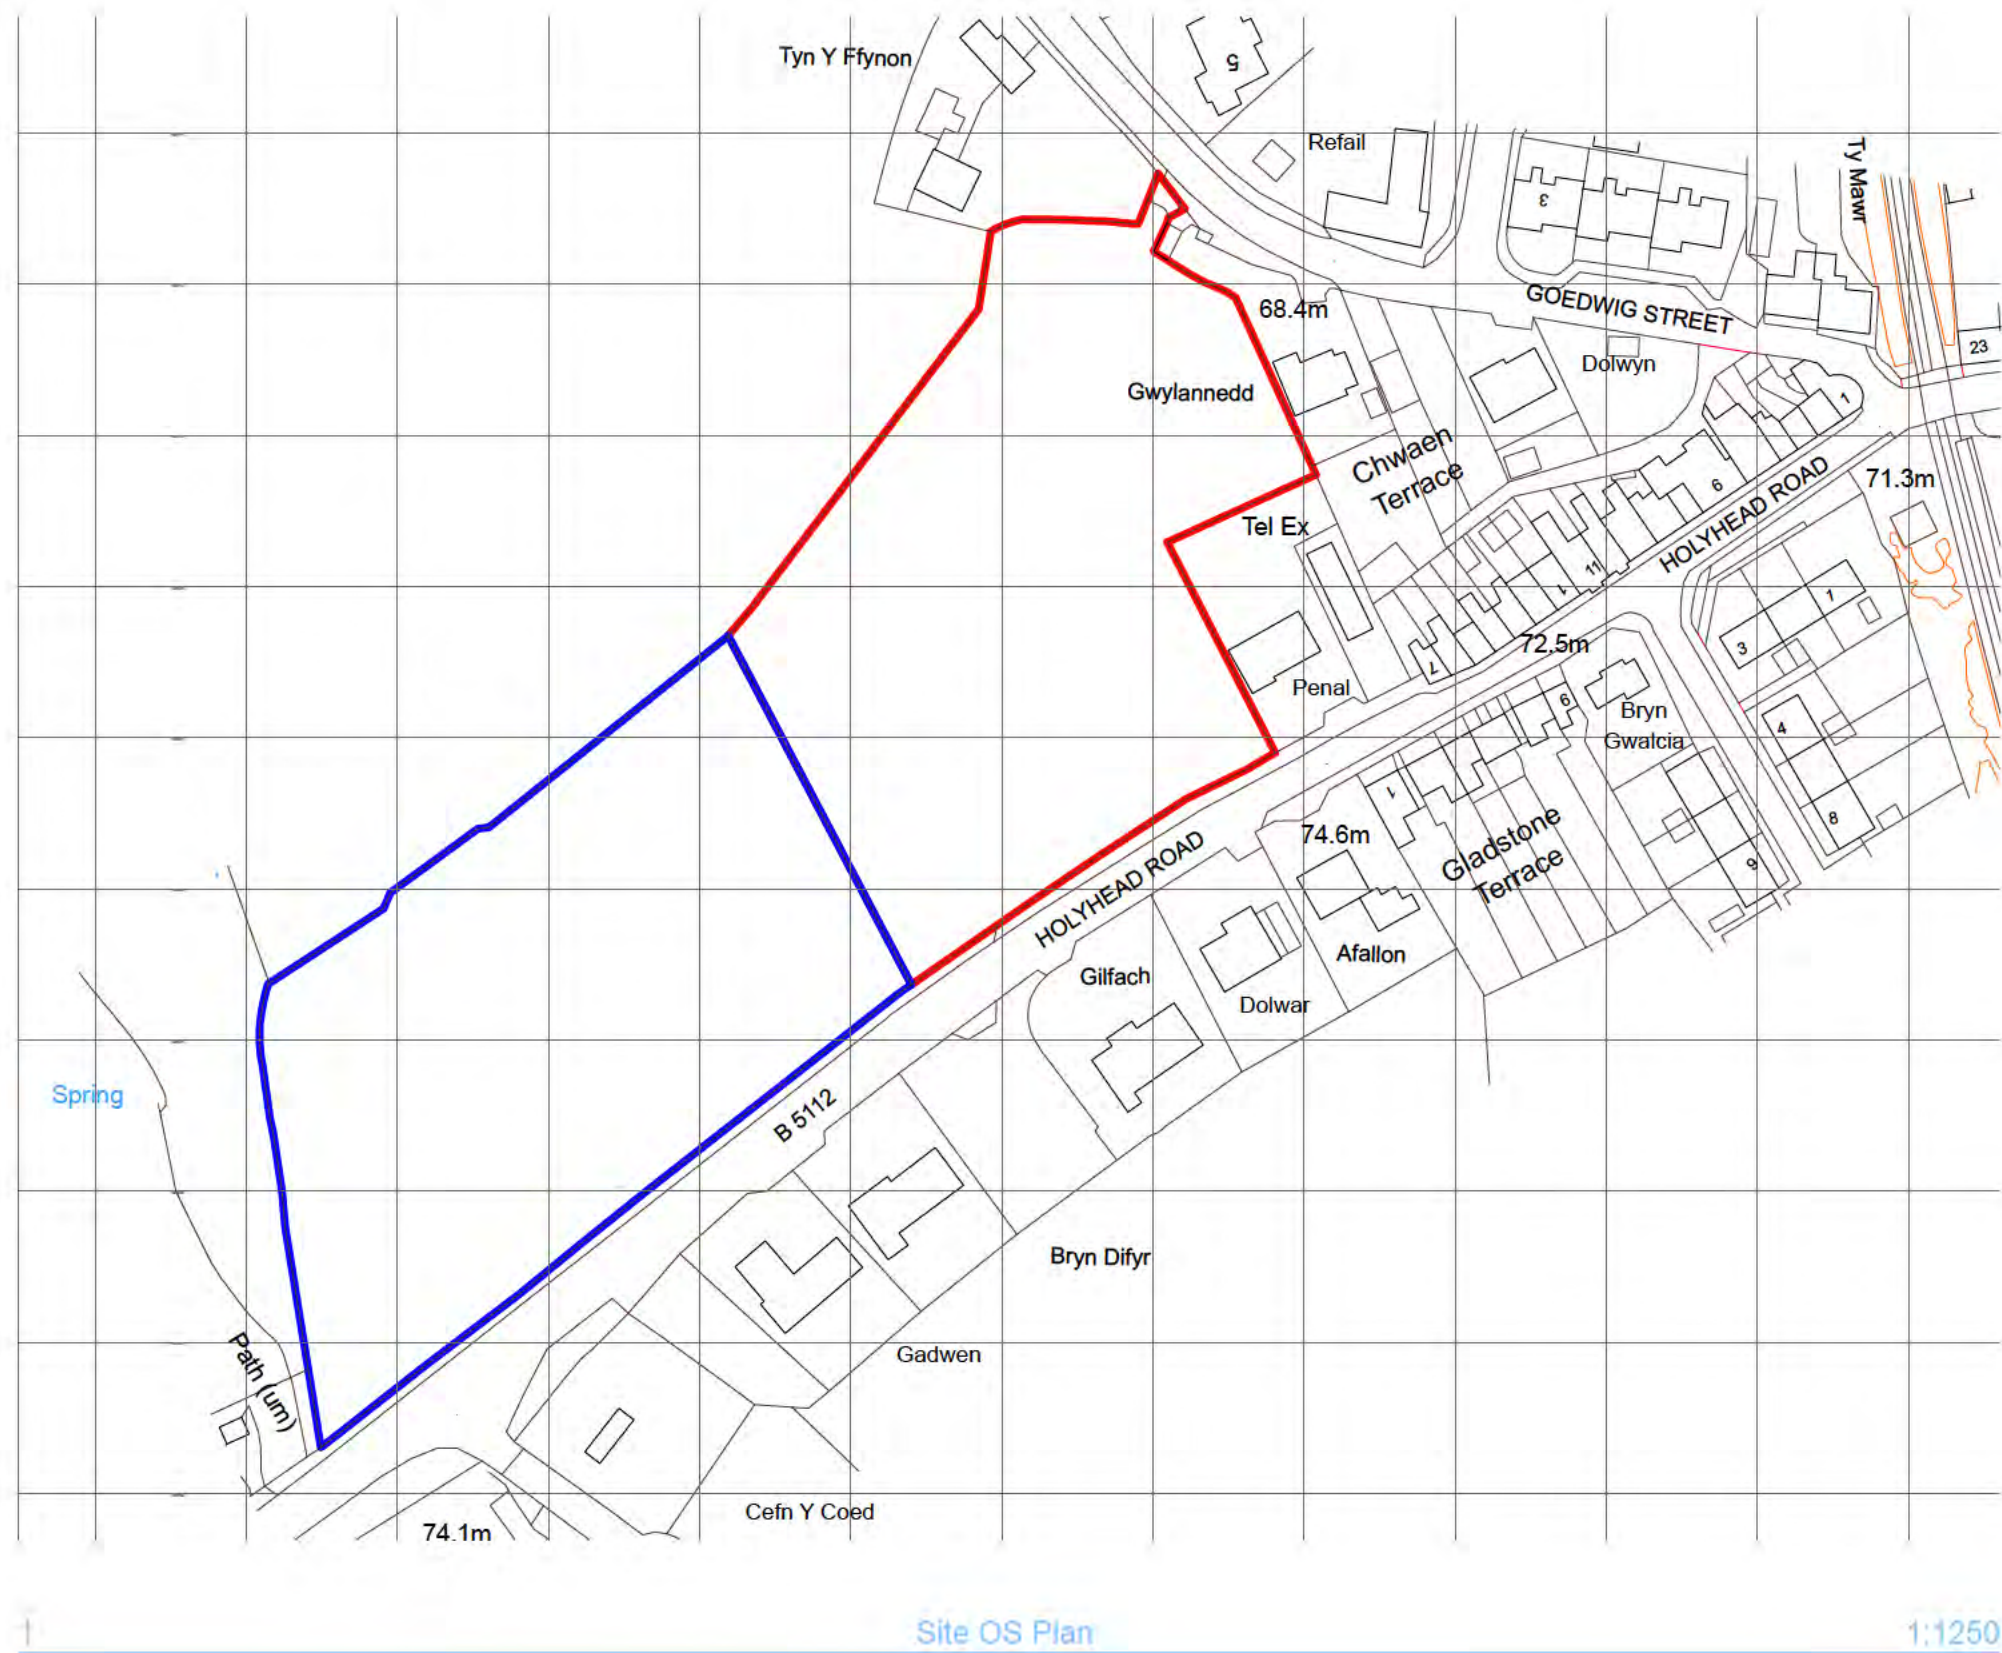 Tyn Y Ffynon
5
Refail
Ty Mawr
3
GOEDWIG STREET
68.4m
23
Dolwyn
Gwylannedd
1
Chwaen
Terrace
71.3m
6
HOLYHEAD ROAD
Tel Ex
11
1
1
3
72.5m
7
Penal
9
Bryn
Gwalcia
4
1
8
74.6m
Gladstone
Terrace
9
HOLYHEAD ROAD
Afallon
Gilfach
Dolwar
Spring
B 5112
Bryn Difyr
Path (um)
Gadwen
Cefn Y Coed
74.1m
Site OS Plan
1:1250